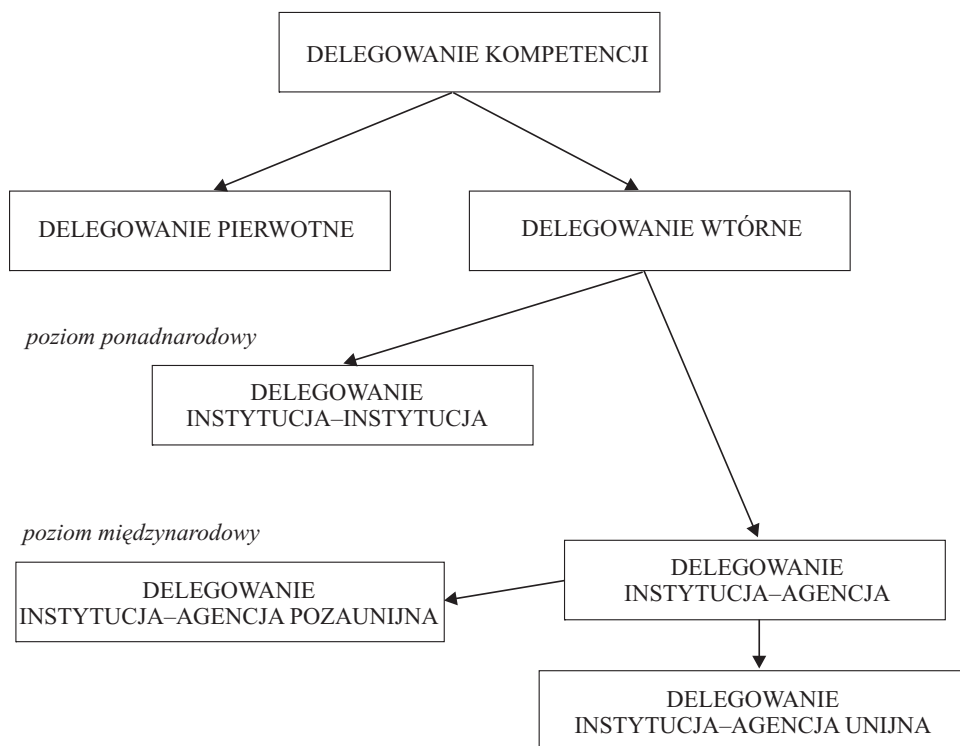 DELEGOWANIE KOMPETENCJI
DELEGOWANIE PIERWOTNE
DELEGOWANIE WTÓRNE
poziom ponadnarodowy
DELEGOWANIE
INSTYTUCJA–INSTYTUCJA
poziom międzynarodowy
DELEGOWANIE
INSTYTUCJA–AGENCJA POZAUNIJNA
DELEGOWANIE
INSTYTUCJA–AGENCJA
DELEGOWANIE
INSTYTUCJA–AGENCJA UNIJNA